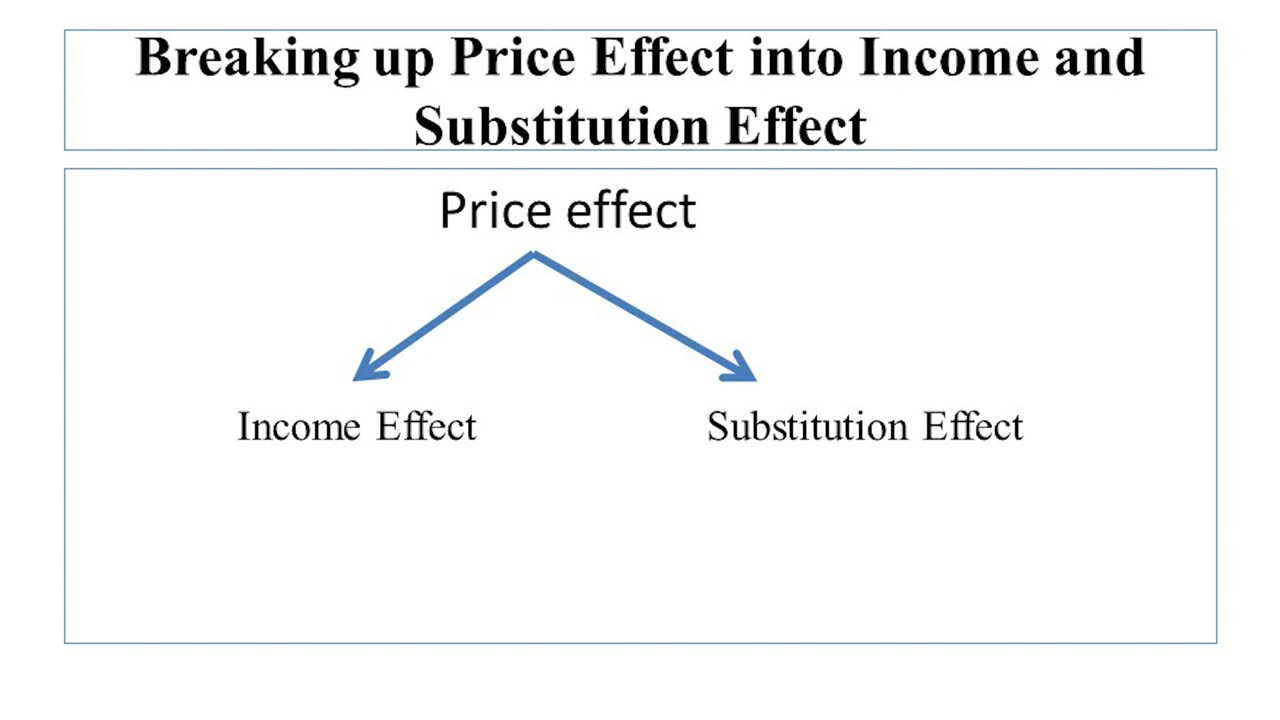 Breaking up Price Effect into Income and
Substitution Effect
Price effect
Income Effect
Substitution Effect